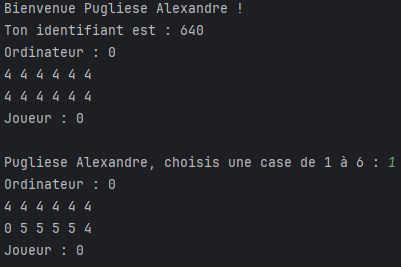 Bienvenue Pugliese Alexandre !
Ton identifiant est : 640
Ordinateur : 0
4 4 4 4 4 4
4 4 4 4 4 4
Joueur : 0
Pugliese Alexandre, choisis une case de 1 à 6 : 1
Ordinateur : 0
4 4 4 4 4 4
0 5 5 5 5 4
Joueur : 0